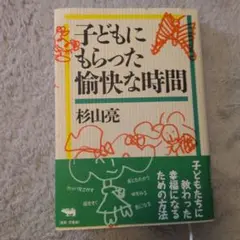 子どもに
もらった
愉快な時間
杉山亮
子どもたちに
教わった
幸福になる
ための方法